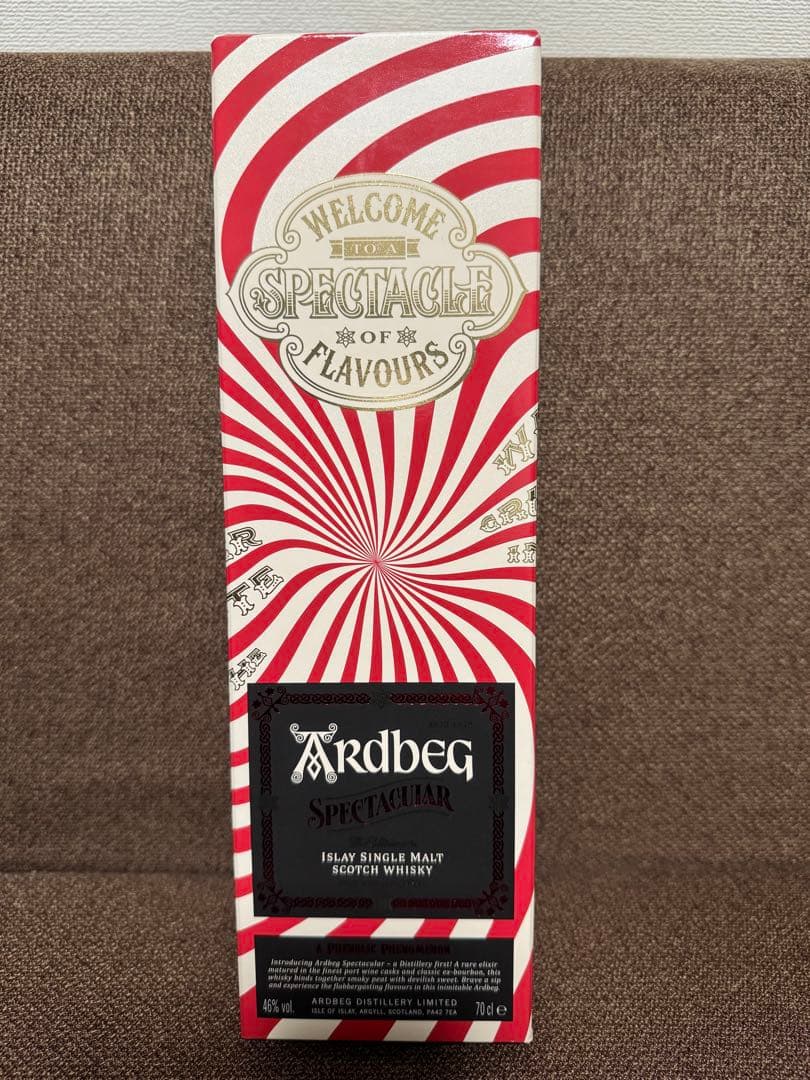 WELCOME
TO A
SPECTACLE
OF
FLAVOURS
ARDBEG
SPECTACULAR
ISLAY SINGLE MALT
SCOTCH WHISKY
A PHENOLIC PHENOMENON
Introducing Ardbeg Spectacular – a Distillery first! A rare elixir
matured in the finest port wine casks and classic ex-bourbon, this
whisky binds together smoky peat with devilish sweet. Brave a sip
and experience the flabbergasting flavours in this inimitable Ardbeg.
46% vol.
ARDBEG DISTILLERY LIMITED
ISLE OF ISLAY, ARGYLL, SCOTLAND, PA42 7EA
70 cl e